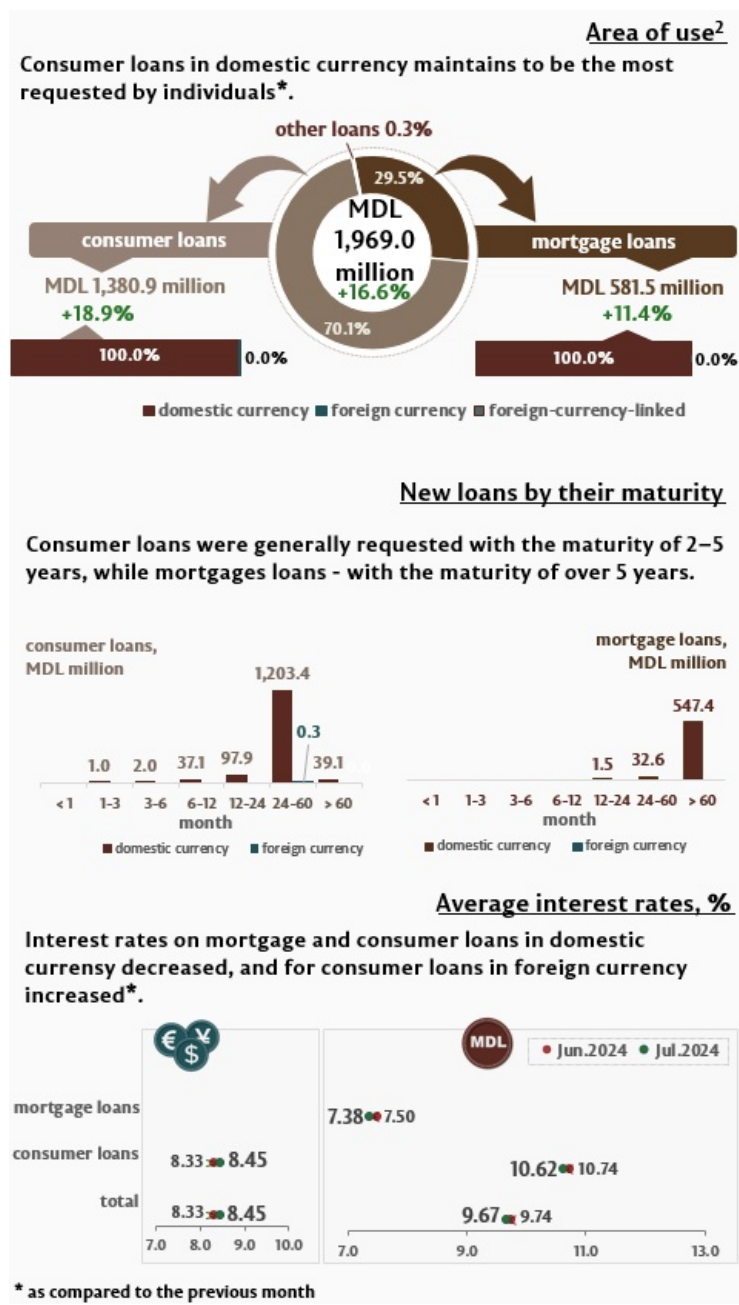 Area of use²
Consumer loans in domestic currency maintains to be the most
requested by individuals*.
other loans 0.3%
29.5%
MDL
1,969.0
million
+16.6%
70.1%
consumer loans
MDL 1,380.9 million
+18.9%
100.0%
0.0%
mortgage loans
MDL 581.5 million
+11.4%
100.0%
0.0%
domestic currency foreign currency foreign-currency-linked
New loans by their maturity
Consumer loans were generally requested with the maturity of 2–5
years, while mortgages loans - with the maturity of over 5 years.
consumer loans,
MDL million
1,203.4
0.3
1.0 2.0 37.1 97.9 39.1
< 1 1-3 3-6 6-12 12-24 24-60 > 60
month
domestic currency foreign currency
mortgage loans,
MDL million
547.4
1.5 32.6
< 1 1-3 3-6 6-12 12-24 24-60 > 60
month
domestic currency foreign currency
Average interest rates, %
Interest rates on mortgage and consumer loans in domestic
currensy decreased, and for consumer loans in foreign currency
increased*.
€ ¥ $
MDL
Jun.2024 Jul.2024
mortgage loans
7.38 7.50
consumer loans
8.33 8.45
10.62 10.74
total
8.33 8.45
9.67 9.74
7.0 8.0 9.0 10.0
7.0 9.0 11.0 13.0
* as compared to the previous month